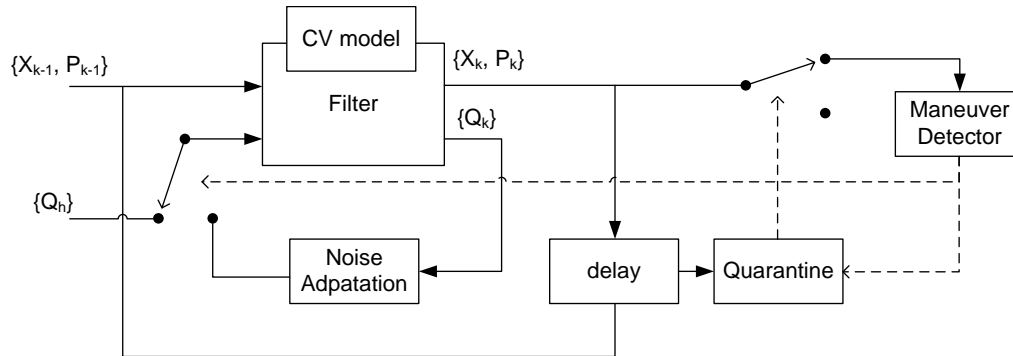 CV model
{Xk-1, Pk-1}
{Xk, Pk}
Filter
{Qk}
Maneuver
Detector
{Qh}
Noise
Adpatation
delay
Quarantine